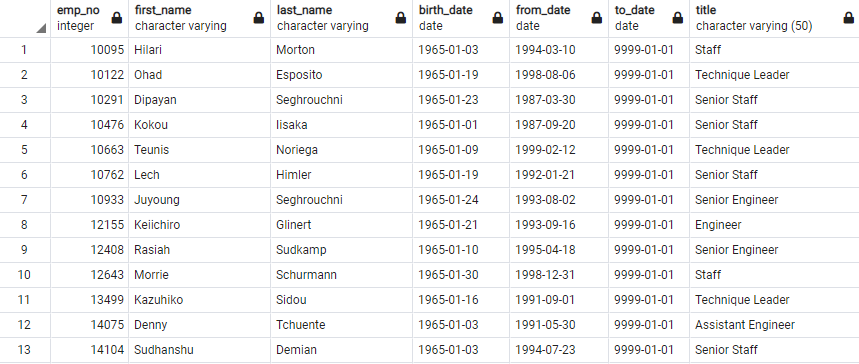 emp_no integer first_name character varying last_name character varying birth_date date from_date date to_date date title character varying (50)
1 10095 Hilari Morton 1965-01-03 1994-03-10 9999-01-01 Staff
2 10122 Ohad Esposito 1965-01-19 1998-08-06 9999-01-01 Technique Leader
3 10291 Dipayan Seghrouchni 1965-01-23 1987-03-30 9999-01-01 Senior Staff
4 10476 Kokou Iisaka 1965-01-01 1987-09-20 9999-01-01 Senior Staff
5 10663 Teunis Noriega 1965-01-09 1999-02-12 9999-01-01 Technique Leader
6 10762 Lech Himler 1965-01-19 1992-01-21 9999-01-01 Senior Staff
7 10933 Juyoung Seghrouchni 1965-01-24 1993-08-02 9999-01-01 Senior Engineer
8 12155 Keiichiro Glinert 1965-01-21 1993-09-16 9999-01-01 Engineer
9 12408 Rasiah Sudkamp 1965-01-10 1995-04-18 9999-01-01 Senior Engineer
10 12643 Morrie Schurmann 1965-01-30 1998-12-31 9999-01-01 Staff
11 13499 Kazuhiko Sidou 1965-01-16 1991-09-01 9999-01-01 Technique Leader
12 14075 Denny Tchuente 1965-01-03 1991-05-30 9999-01-01 Assistant Engineer
13 14104 Sudhanshu Demian 1965-01-03 1994-07-23 9999-01-01 Senior Staff